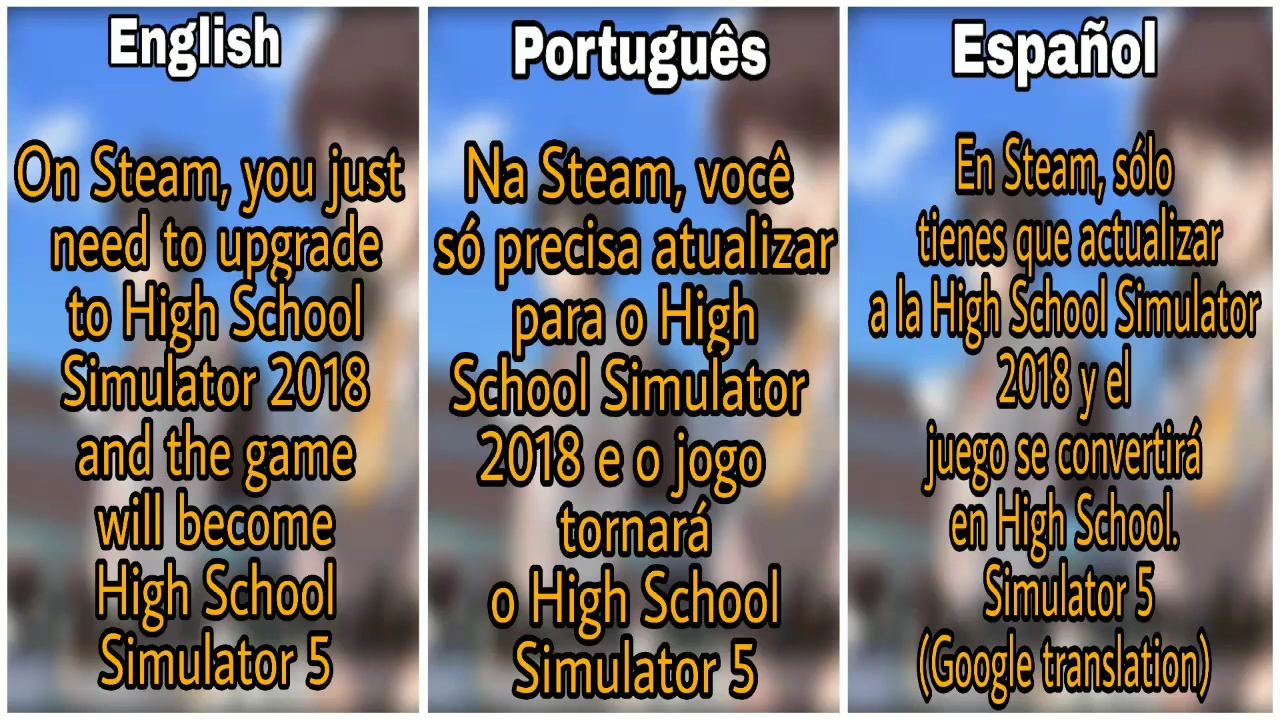 English
On Steam, you just
need to upgrade
to High School
Simulator 2018
and the game
will become
High School
Simulator 5
Português
Na Steam, você
só precisa atualizar
para o High
School Simulator
2018 e o jogo
tornará
o High School
Simulator 5
Español
En Steam, sólo
tienes que actualizar
a la High School Simulator
2018 y el
juego se convertirá
en High School.
Simulator 5
(Google translation)